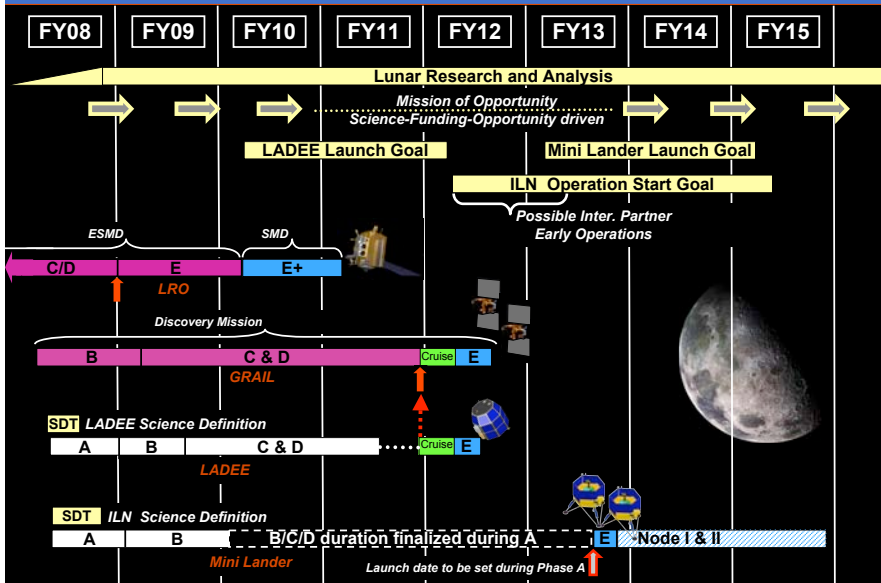 FY08 FY09 FY10 FY11 FY12 FY13 FY14 FY15
Lunar Research and Analysis
Mission of Opportunity
Science-Funding-Opportunity driven
LADEE Launch Goal
Mini Lander Launch Goal
ILN Operation Start Goal
Possible Inter. Partner
Early Operations
ESMD
SMD
C/D E E+
LRO
Discovery Mission
B C & D Cruise E
GRAIL
SDT LADEE Science Definition
A B C & D Cruise E
LADEE
SDT ILN Science Definition
A B B/C/D duration finalized during A E Node I & II
Mini Lander
Launch date to be set during Phase A